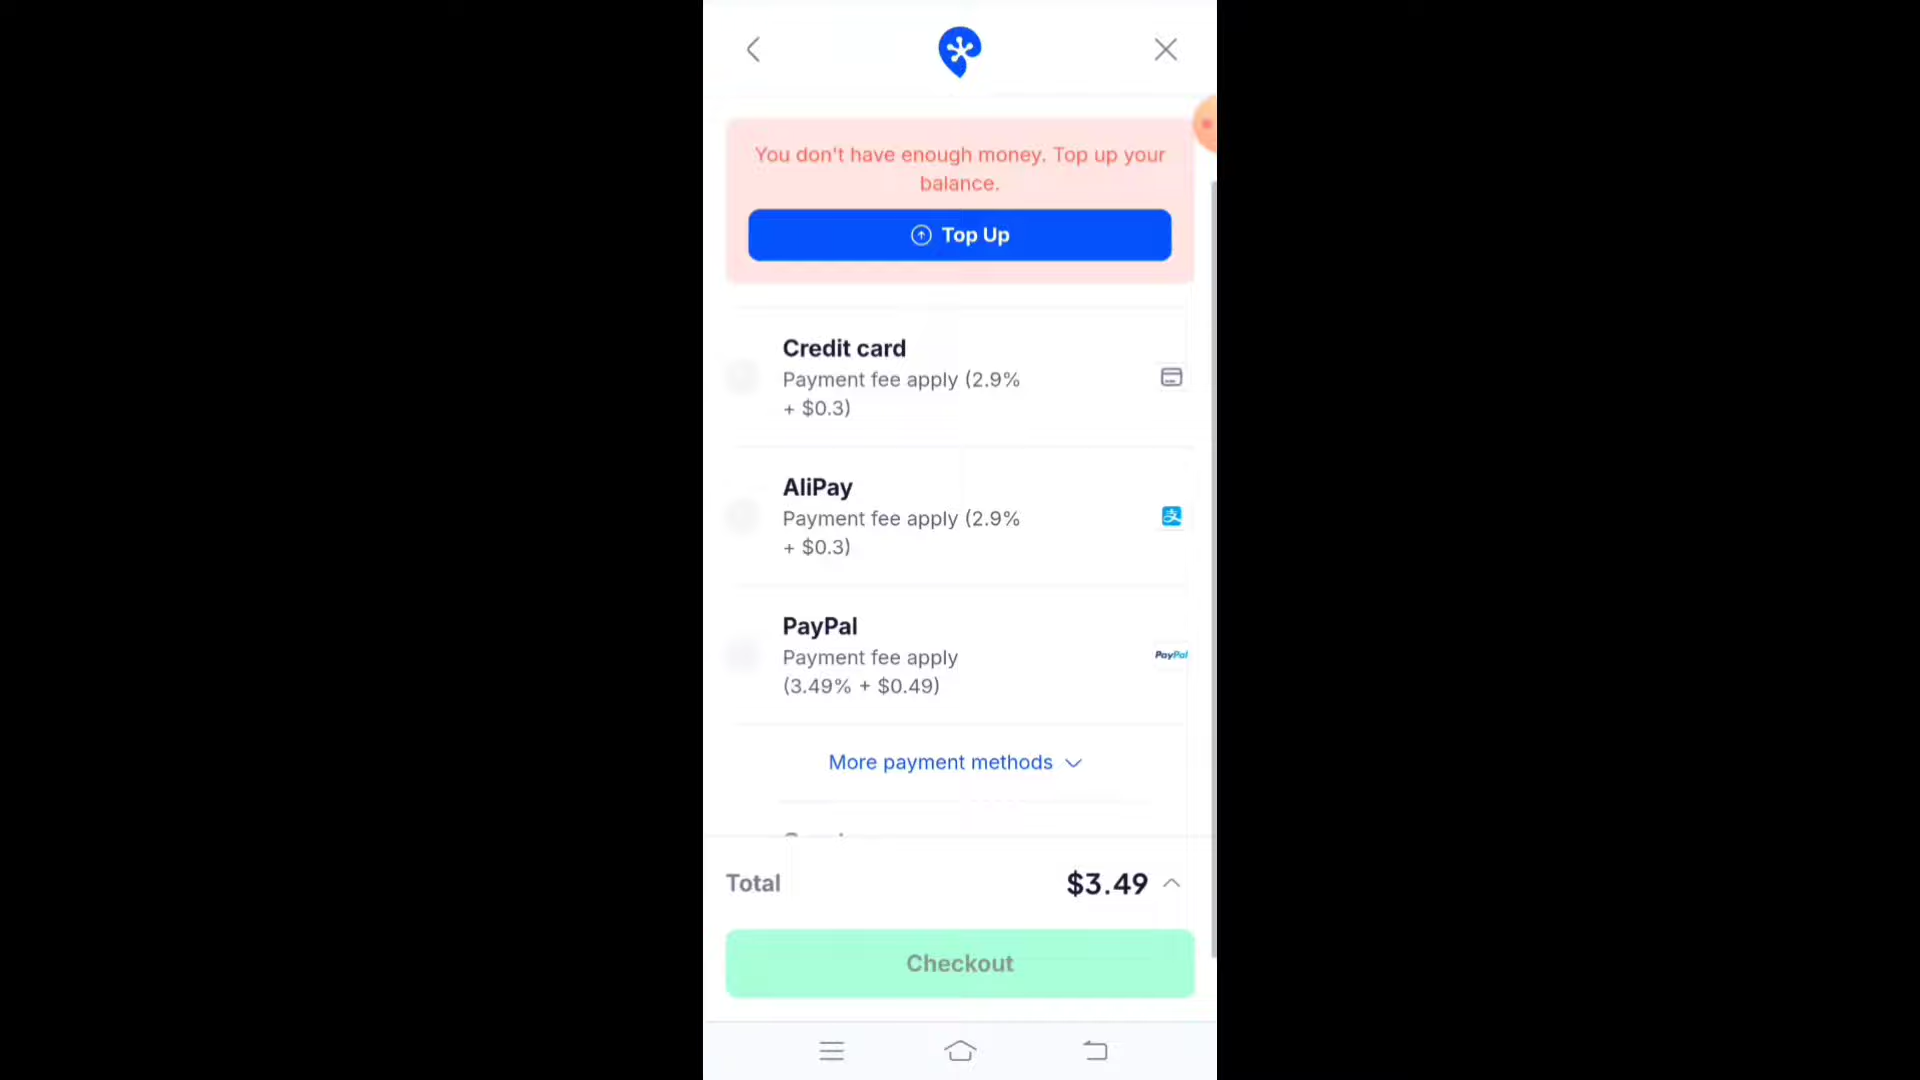 You don't have enough money. Top up your
balance.
Top Up
Credit card
Payment fee apply (2.9%
+ $0.3)
AliPay
Payment fee apply (2.9%
+ $0.3)
支
PayPal
Payment fee apply
(3.49% + $0.49)
PayPal
More payment methods
Total
$3.49
Checkout